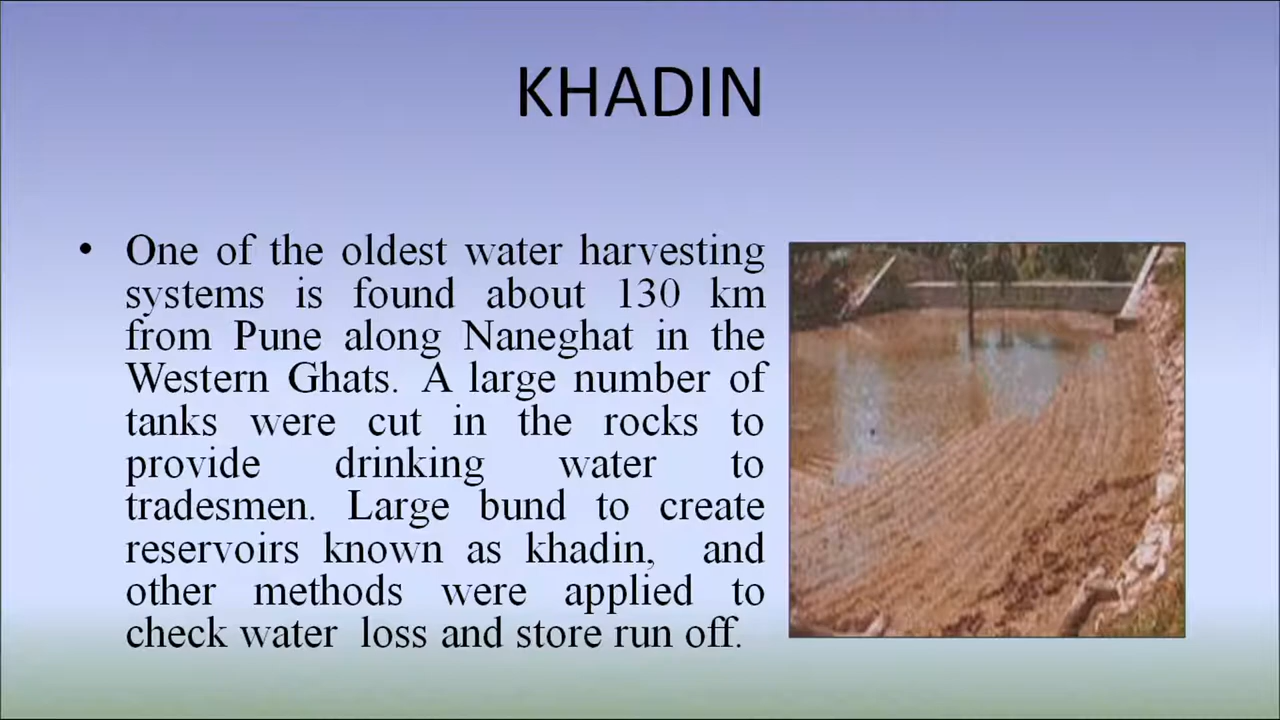 KHADIN
• One of the oldest water harvesting
systems is found about 130 km
from Pune along Naneghat in the
Western Ghats. A large number of
tanks were cut in the rocks to
provide drinking water to
tradesmen. Large bund to create
reservoirs known as khadin, and
other methods were applied to
check water loss and store run off.